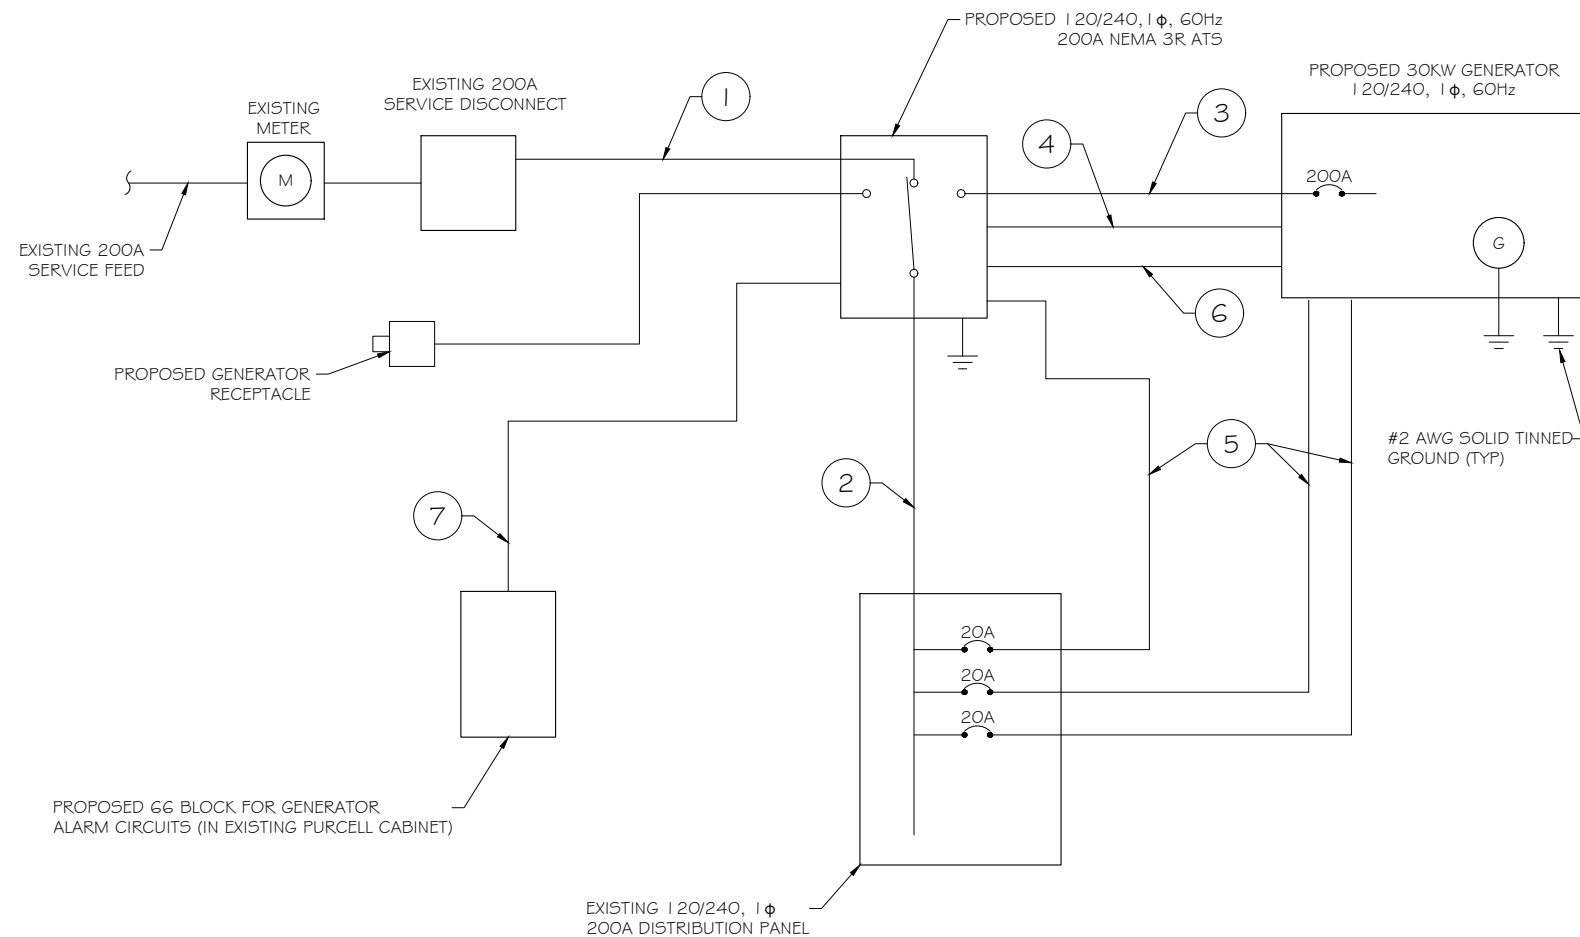 PROPOSED 120/240, 1ϕ, 60Hz
200A NEMA 3R ATS
PROPOSED 30KW GENERATOR
120/240, 1ϕ, 60Hz
EXISTING 200A
SERVICE DISCONNECT
EXISTING
METER
1
3
4
M
200A
EXISTING 200A
SERVICE FEED
G
6
PROPOSED GENERATOR
RECEPTACLE
#2 AWG SOLID TINNED
GROUND (TYP)
5
2
7
20A
20A
20A
PROPOSED 66 BLOCK FOR GENERATOR
ALARM CIRCUITS (IN EXISTING PURCELL CABINET)
EXISTING 120/240, 1ϕ
200A DISTRIBUTION PANEL